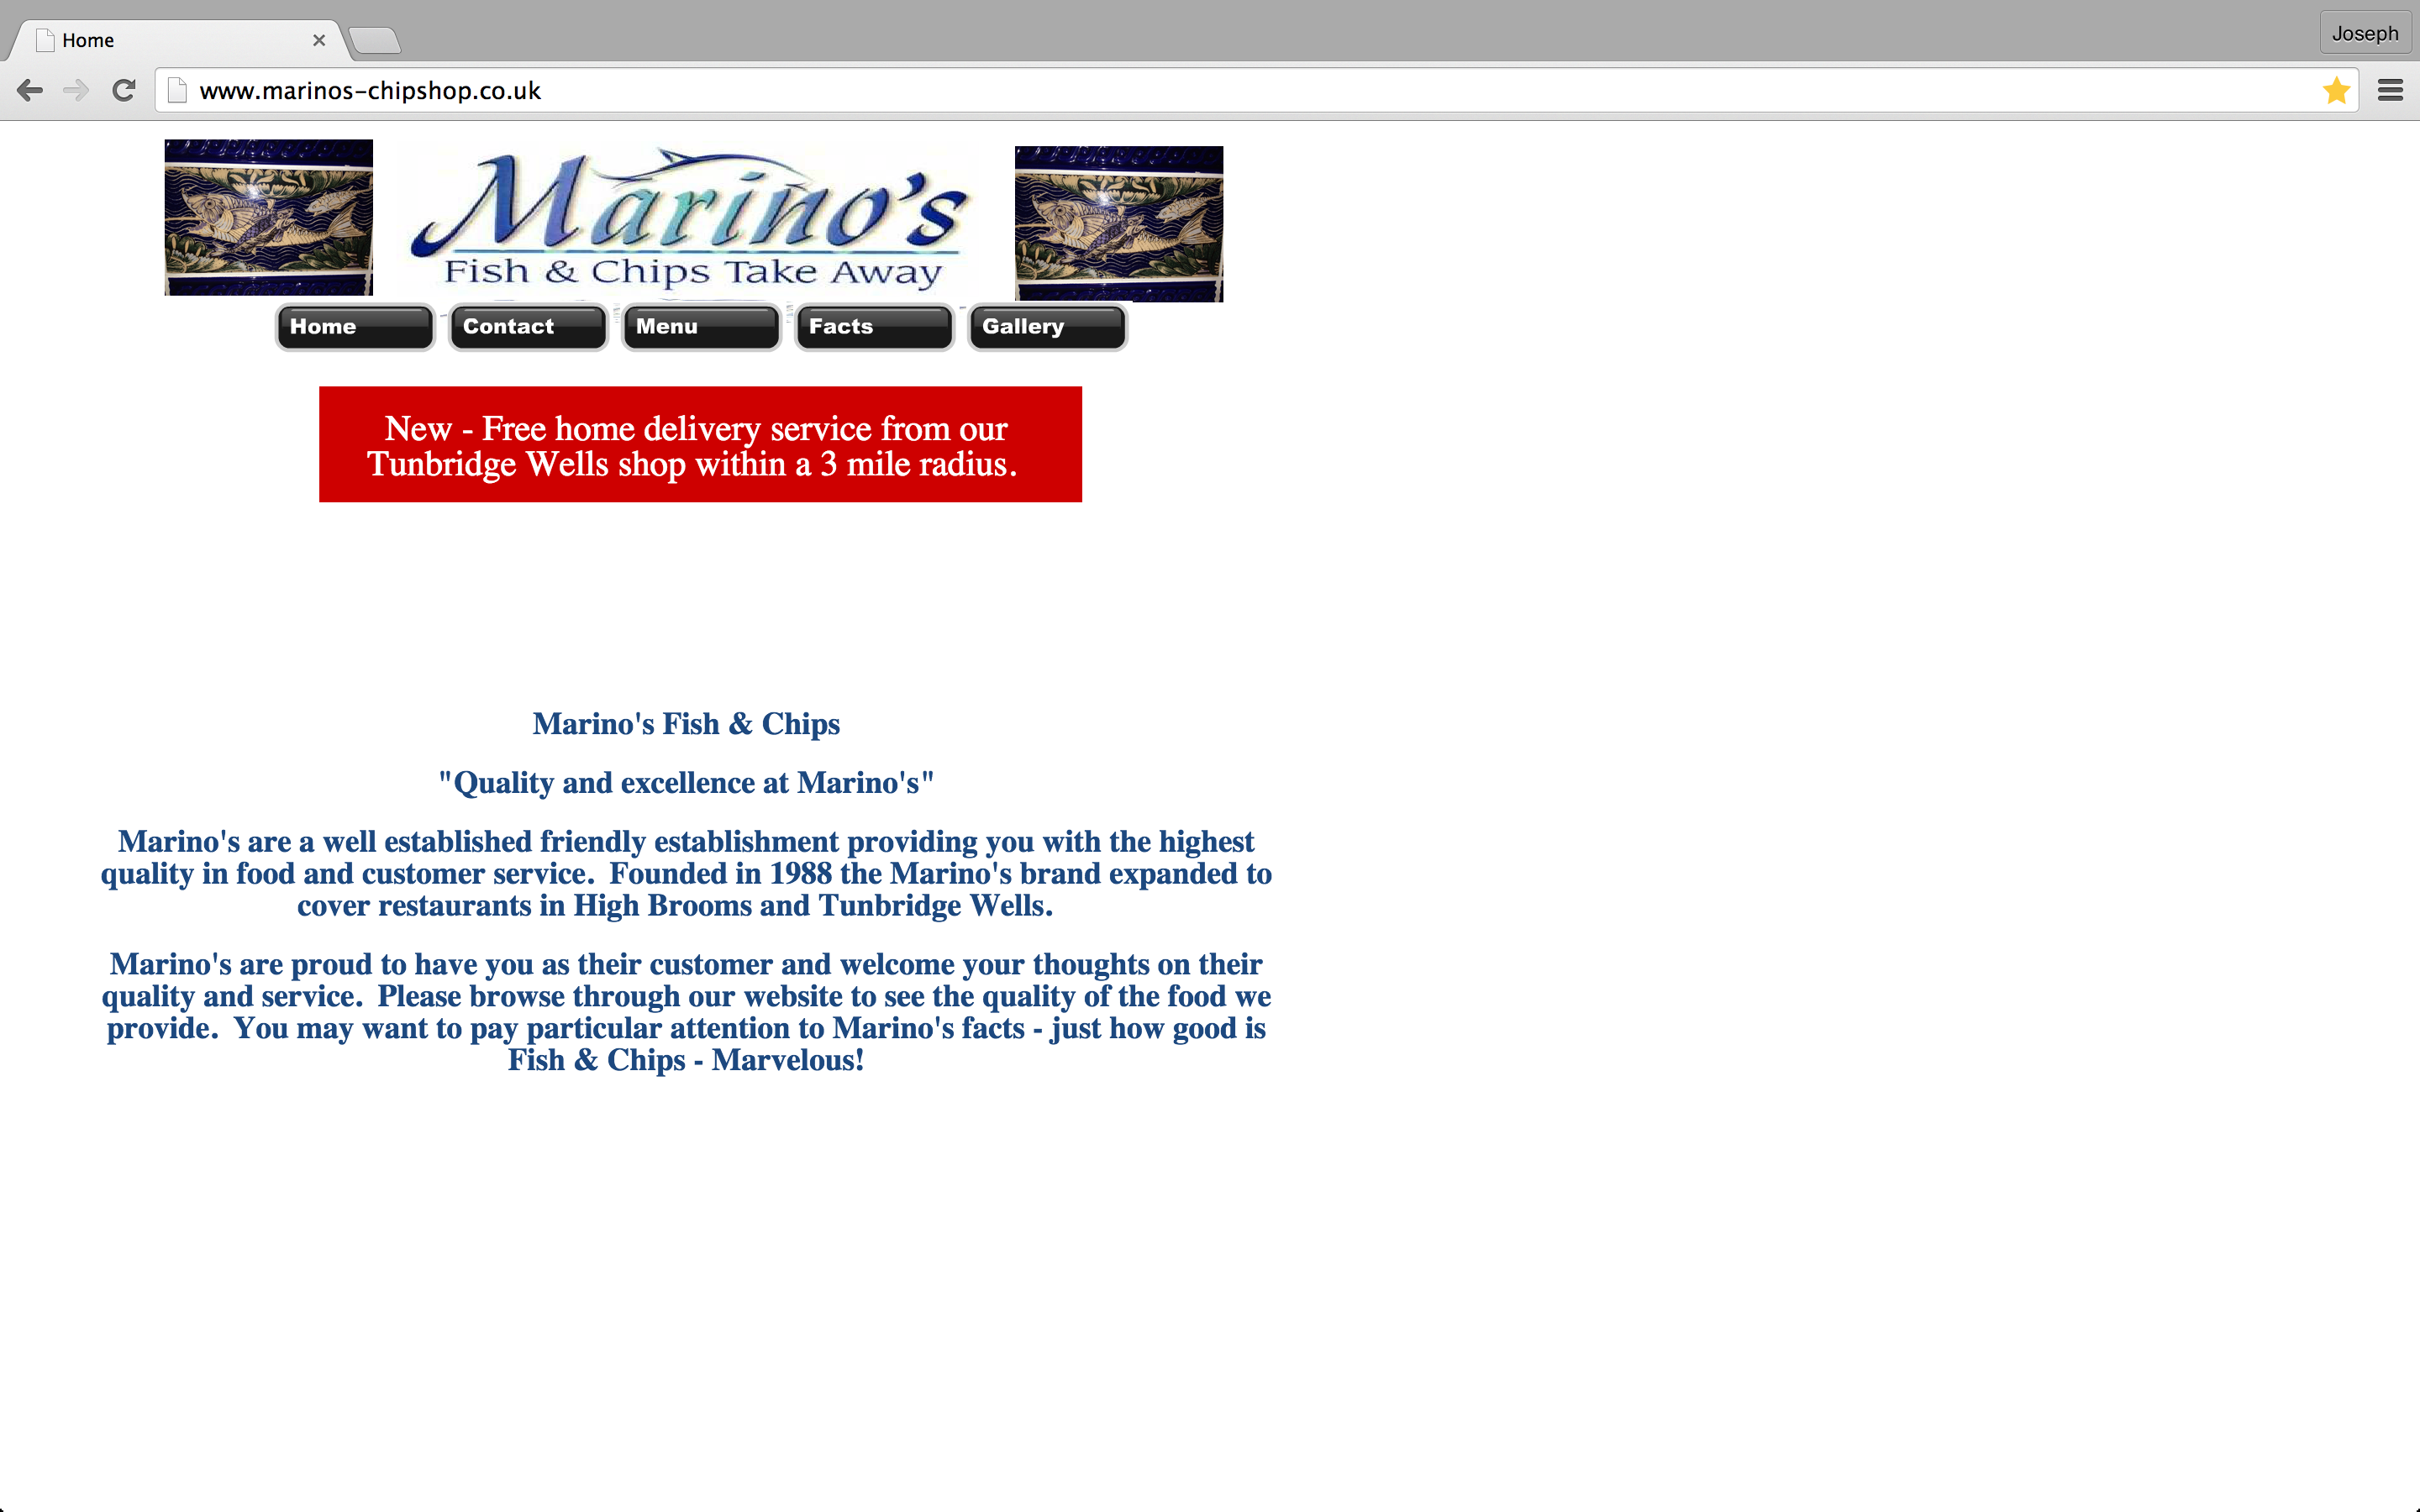 Home
Joseph
www.marinos-chipshop.co.uk
Marino's
Fish & Chips Take Away
Home
Contact
Menu
Facts
Gallery
New - Free home delivery service from our
Tunbridge Wells shop within a 3 mile radius.
Marino's Fish & Chips
"Quality and excellence at Marino's"
Marino's are a well established friendly establishment providing you with the highest
quality in food and customer service.  Founded in 1988 the Marino's brand expanded to
cover restaurants in High Brooms and Tunbridge Wells.
Marino's are proud to have you as their customer and welcome your thoughts on their
quality and service.  Please browse through our website to see the quality of the food we
provide.  You may want to pay particular attention to Marino's facts - just how good is
Fish & Chips - Marvelous!